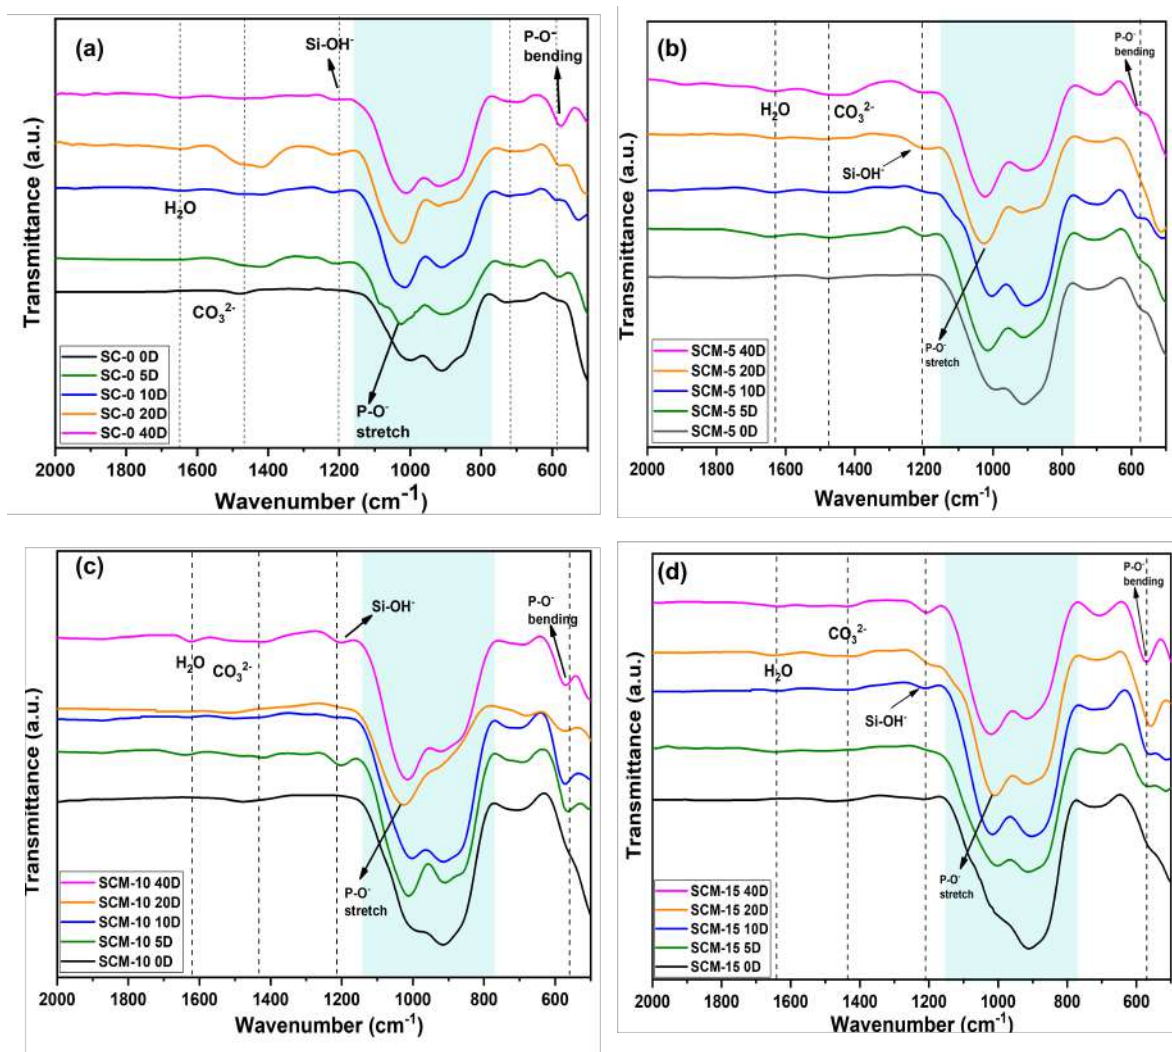 (a)
Si-OH⁻
P-O⁻
bending
H₂O
CO₃²⁻
P-O⁻
stretch
SC-0 0D
SC-0 5D
SC-0 10D
SC-0 20D
SC-0 40D
Transmittance (a.u.)
2000 1800 1600 1400 1200 1000 800 600
Wavenumber (cm⁻¹)
(b)
P-O⁻
bending
H₂O
CO₃²⁻
Si-OH⁻
P-O⁻
stretch
SCM-5 40D
SCM-5 20D
SCM-5 10D
SCM-5 5D
SCM-5 0D
Transmittance (a.u.)
2000 1800 1600 1400 1200 1000 800 600
Wavenumber (cm⁻¹)
(c)
Si-OH⁻
P-O⁻
bending
H₂O
CO₃²⁻
P-O⁻
stretch
SCM-10 40D
SCM-10 20D
SCM-10 10D
SCM-10 5D
SCM-10 0D
Transmittance (a.u.)
2000 1800 1600 1400 1200 1000 800 600
Wavenumber (cm⁻¹)
(d)
P-O⁻
bending
CO₃²⁻
H₂O
Si-OH⁻
P-O⁻
stretch
SCM-15 40D
SCM-15 20D
SCM-15 10D
SCM-15 5D
SCM-15 0D
Transmittance (a.u.)
2000 1800 1600 1400 1200 1000 800 600
Wavenumber (cm⁻¹)